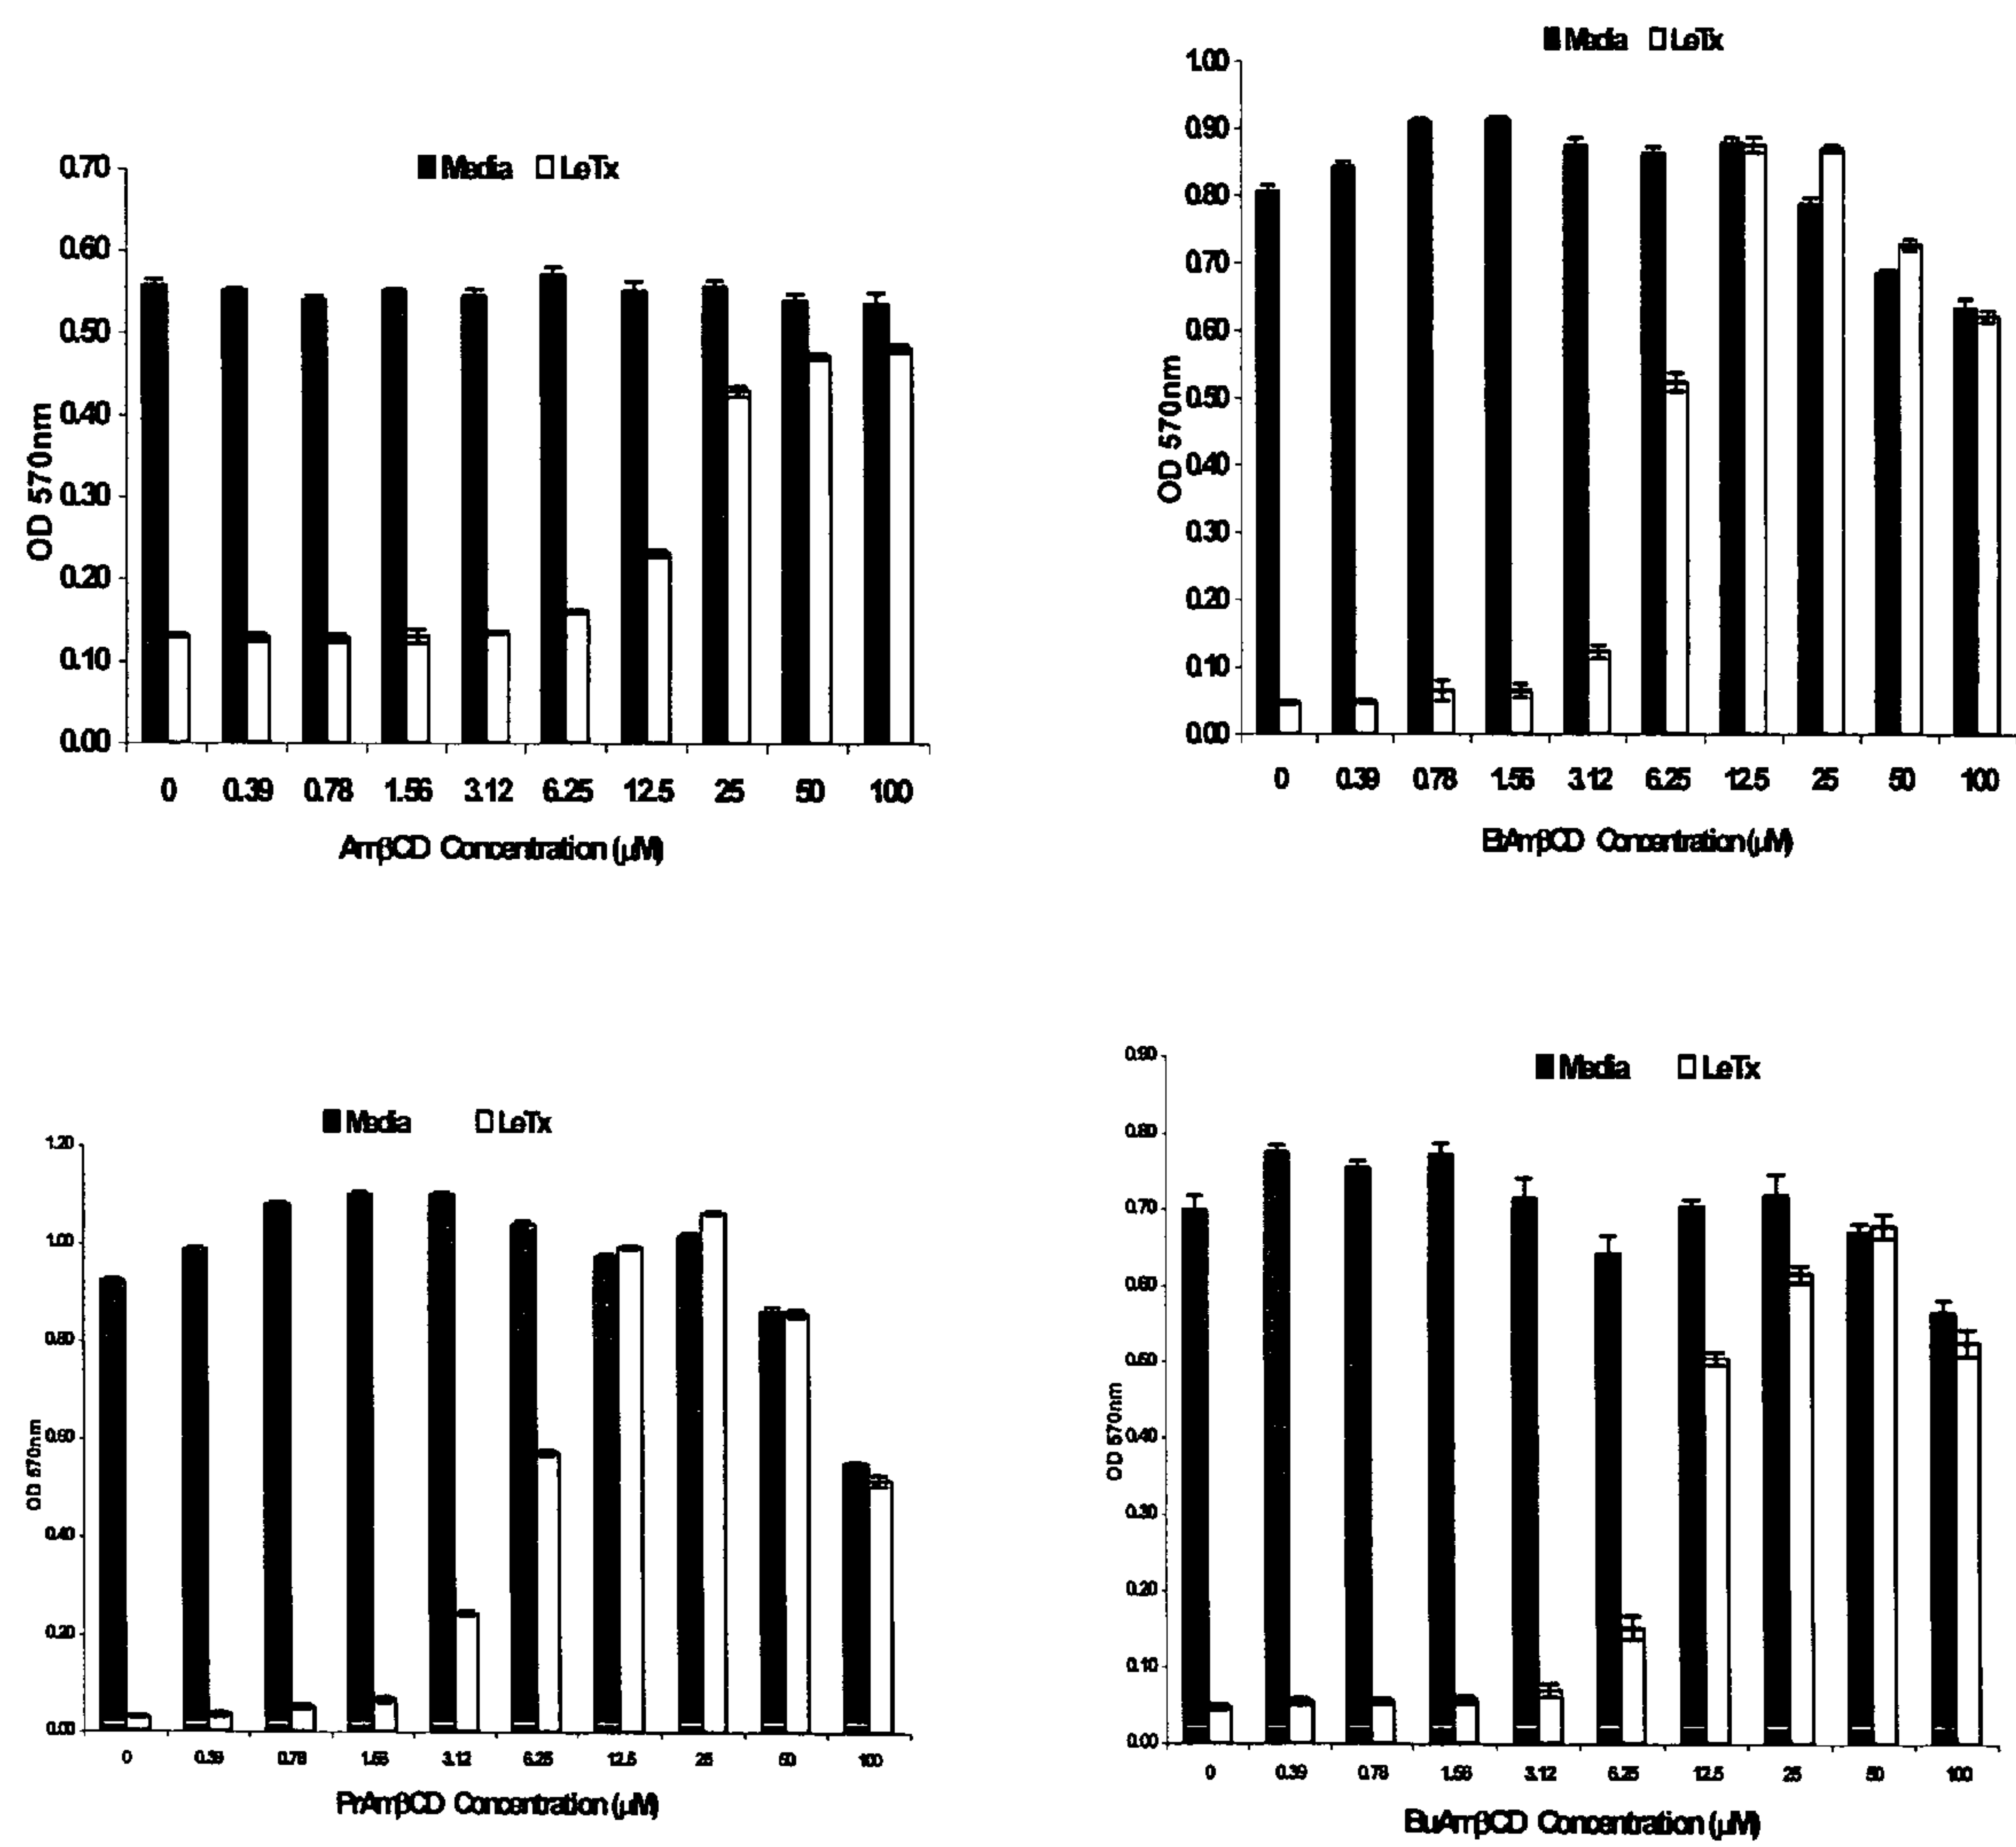 Media LeTx
0.70
0.60
0.50
0.40
0.30
0.20
0.10
0.00
OD 570nm
0 0.39 0.78 1.56 3.12 6.25 12.5 25 50 100
AmβCD Concentration (μM)
Media LeTx
1.00
0.90
0.80
0.70
0.60
0.50
0.40
0.30
0.20
0.10
0.00
OD 570nm
0 0.39 0.78 1.56 3.12 6.25 12.5 25 50 100
EtAmβCD Concentration (μM)
Media LeTx
1.20
1.00
0.80
0.60
0.40
0.20
0.00
OD 570nm
0 0.39 0.78 1.56 3.12 6.25 12.5 25 50 100
PrAmβCD Concentration (μM)
Media LeTx
0.90
0.80
0.70
0.60
0.50
0.40
0.30
0.20
0.10
0.00
OD 570nm
0 0.39 0.78 1.56 3.12 6.25 12.5 25 50 100
BuAmβCD Concentration (μM)